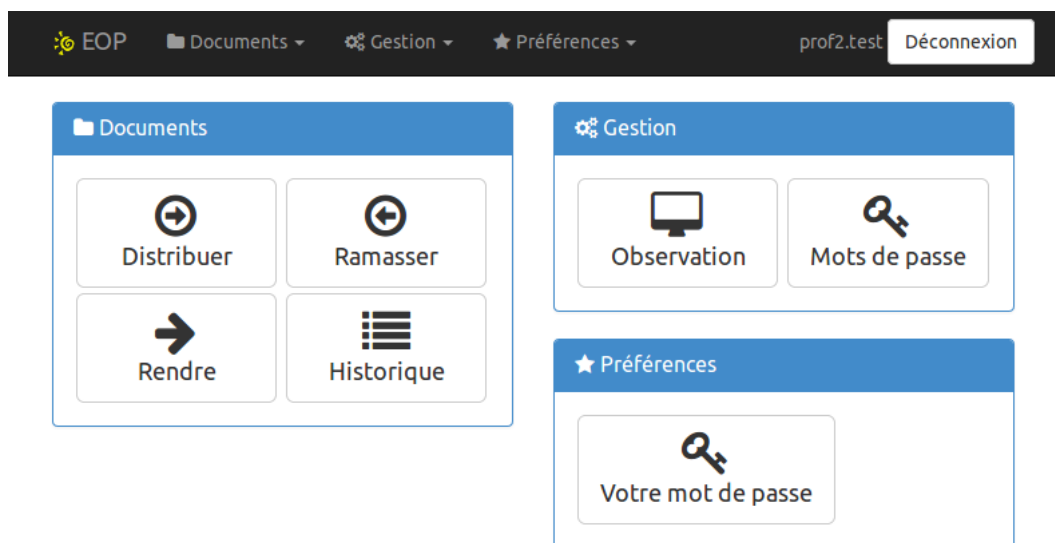 EOP Documents Gestion Préférences prof2.test Déconnexion
Documents
Distribuer Ramasser
Rendre Historique
Gestion
Observation Mots de passe
Préférences
Votre mot de passe